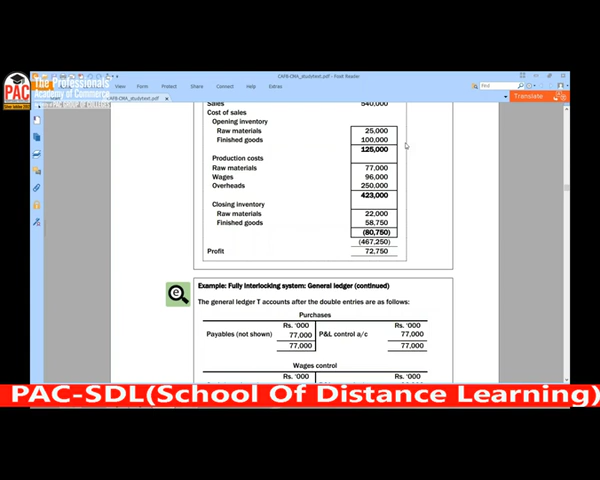 CAFB-CMA_studytext.pdf - Foxit Reader
PAC
The Professionals
Academy of Commerce
View Form Protect Share Connect Help Extras
Find
CAFB-CMA_studytext.pdf
Translate
Sales 540,000
Cost of sales
Opening inventory
Raw materials 25,000
Finished goods 100,000
125,000
Production costs
Raw materials 77,000
Wages 96,000
Overheads 250,000
423,000
Closing inventory
Raw materials 22,000
Finished goods 58,750
(80,750)
(467,250)
Profit 72,750
Example: Fully interlocking system: General ledger (continued)
The general ledger T accounts after the double entries are as follows:
Purchases
Rs. '000 Rs. '000
Payables (not shown) 77,000 P&L control a/c 77,000
77,000 77,000
Wages control
Rs. '000 Rs. '000
PAC-SDL(School Of Distance Learning)